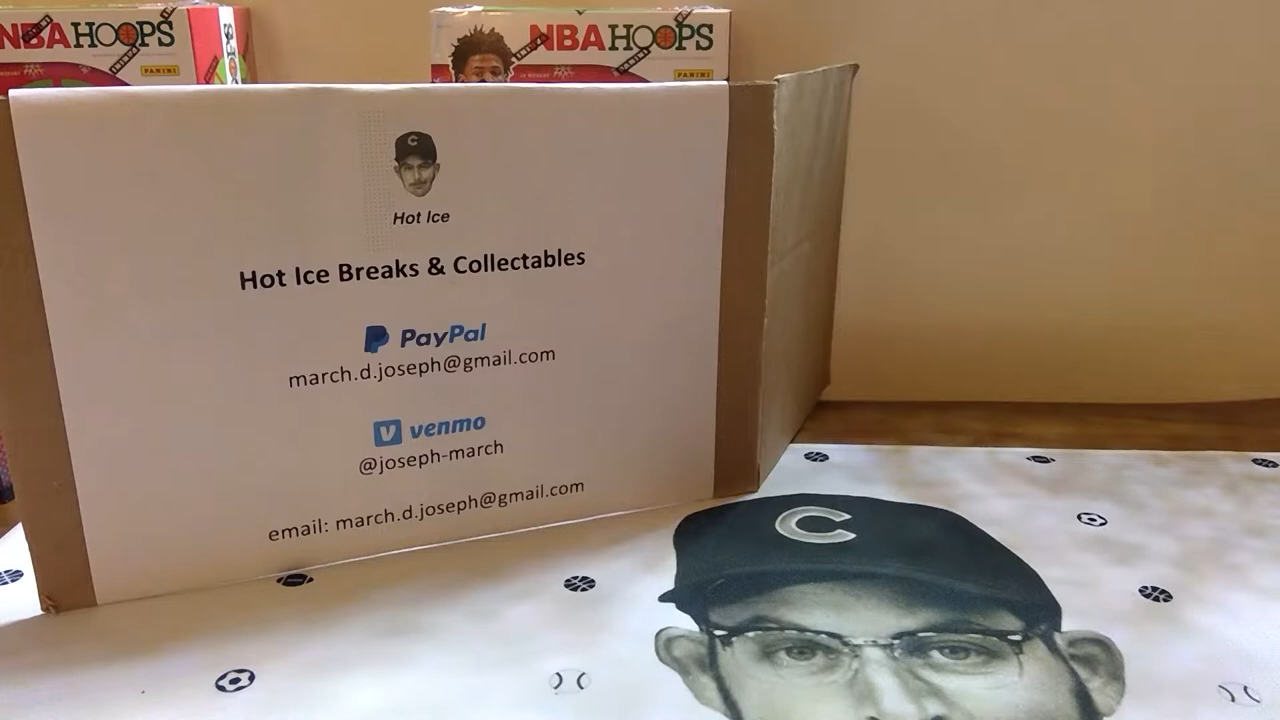 NBA HOOPS
PANINI
NBA HOOPS
PANINI
C
Hot Ice
Hot Ice Breaks & Collectables
PayPal
march.d.joseph@gmail.com
venmo
@joseph-march
email: march.d.joseph@gmail.com
C